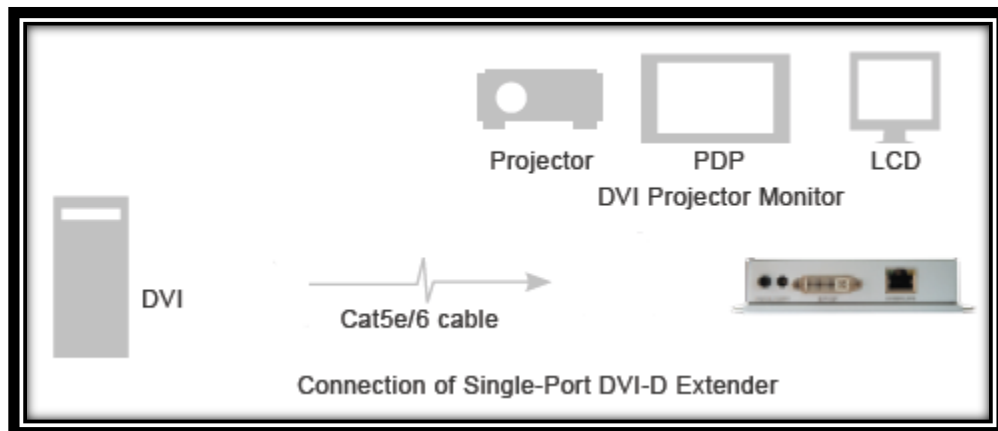 Projector
PDP
LCD
DVI Projector Monitor
DVI
Cat5e/6 cable
Connection of Single-Port DVI-D Extender